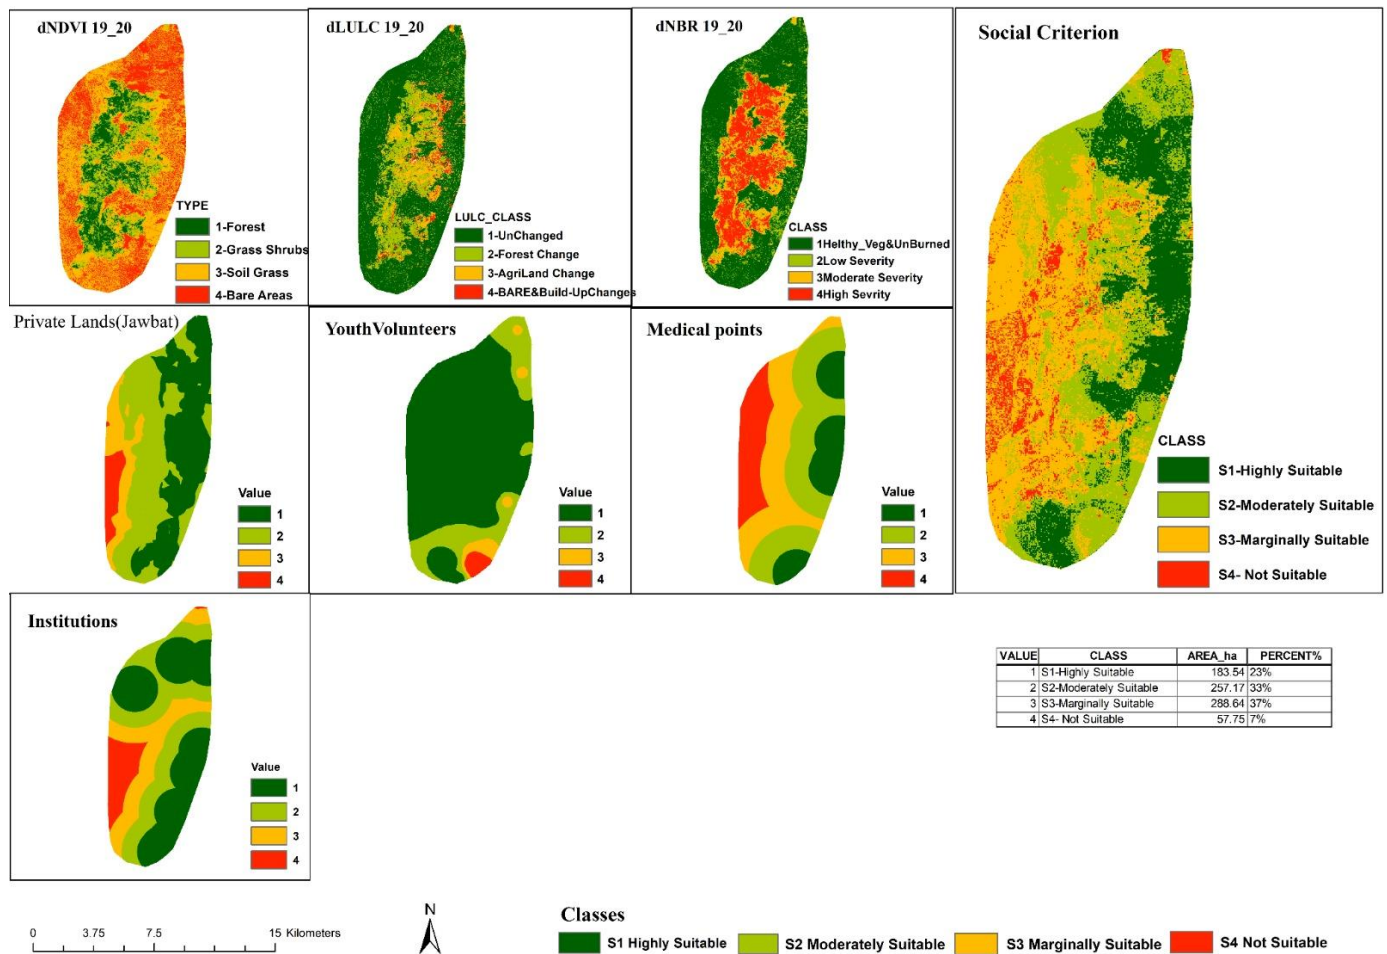 dNDVI 19_20
TYPE
1-Forest
2-Grass Shrubs
3-Soil Grass
4-Bare Areas
dLULC 19_20
LULC_CLASS
1-UnChanged
2-Forest Change
3-AgriLand Change
4-BARE&Build-UpChanges
dNBR 19_20
CLASS
1Helthy_Veg&UnBurned
2Low Severity
3Moderate Severity
4High Sevrity
Social Criterion
CLASS
S1-Highly Suitable
S2-Moderately Suitable
S3-Marginally Suitable
S4- Not Suitable
Private Lands(Jawbat)
Value
1
2
3
4
YouthVolunteers
Value
1
2
3
4
Medical points
Value
1
2
3
4
Institutions
Value
1
2
3
4
VALUE CLASS AREA_ha PERCENT%
1 S1-Highly Suitable 183.54 23%
2 S2-Moderately Suitable 257.17 33%
3 S3-Marginally Suitable 288.64 37%
4 S4- Not Suitable 57.75 7%
0 3.75 7.5 15 Kilometers
N
Classes
S1 Highly Suitable S2 Moderately Suitable S3 Marginally Suitable S4 Not Suitable